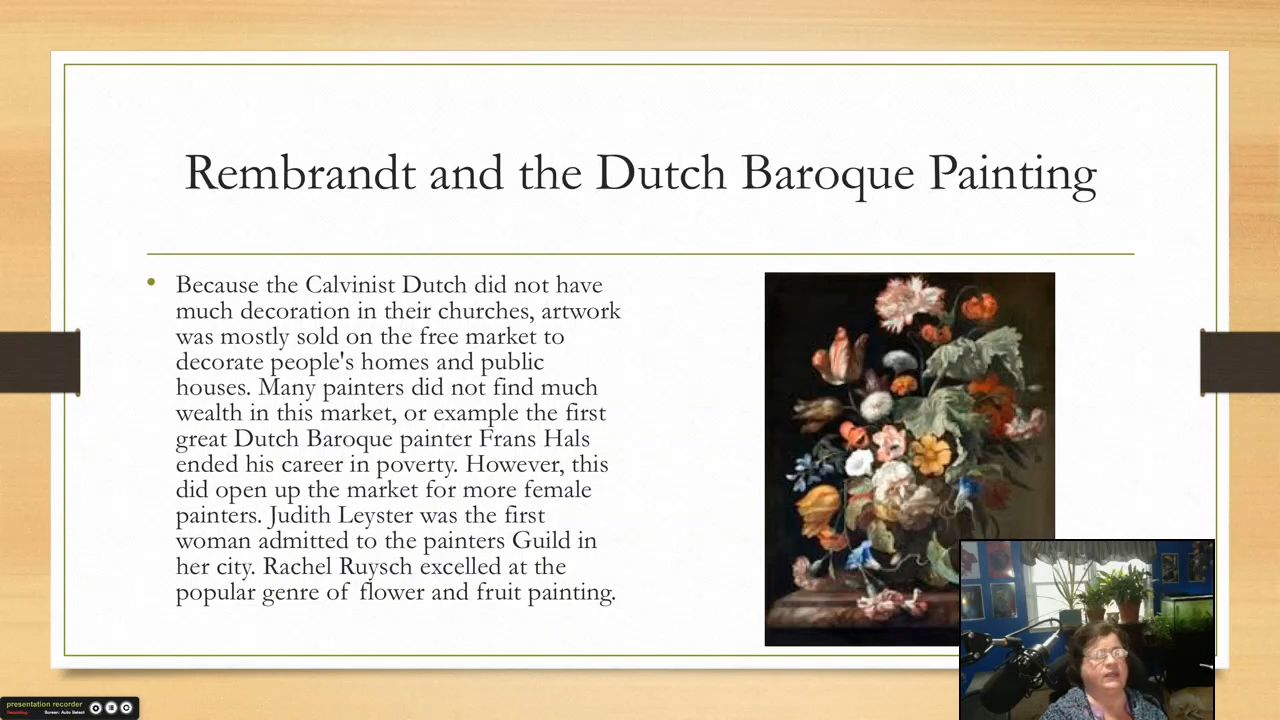 Rembrandt and the Dutch Baroque Painting
• Because the Calvinist Dutch did not have
much decoration in their churches, artwork
was mostly sold on the free market to
decorate people's homes and public
houses. Many painters did not find much
wealth in this market, or example the first
great Dutch Baroque painter Frans Hals
ended his career in poverty. However, this
did open up the market for more female
painters. Judith Leyster was the first
woman admitted to the painters Guild in
her city. Rachel Ruysch excelled at the
popular genre of flower and fruit painting.
presentation recorder
Recording Screen: Auto Select